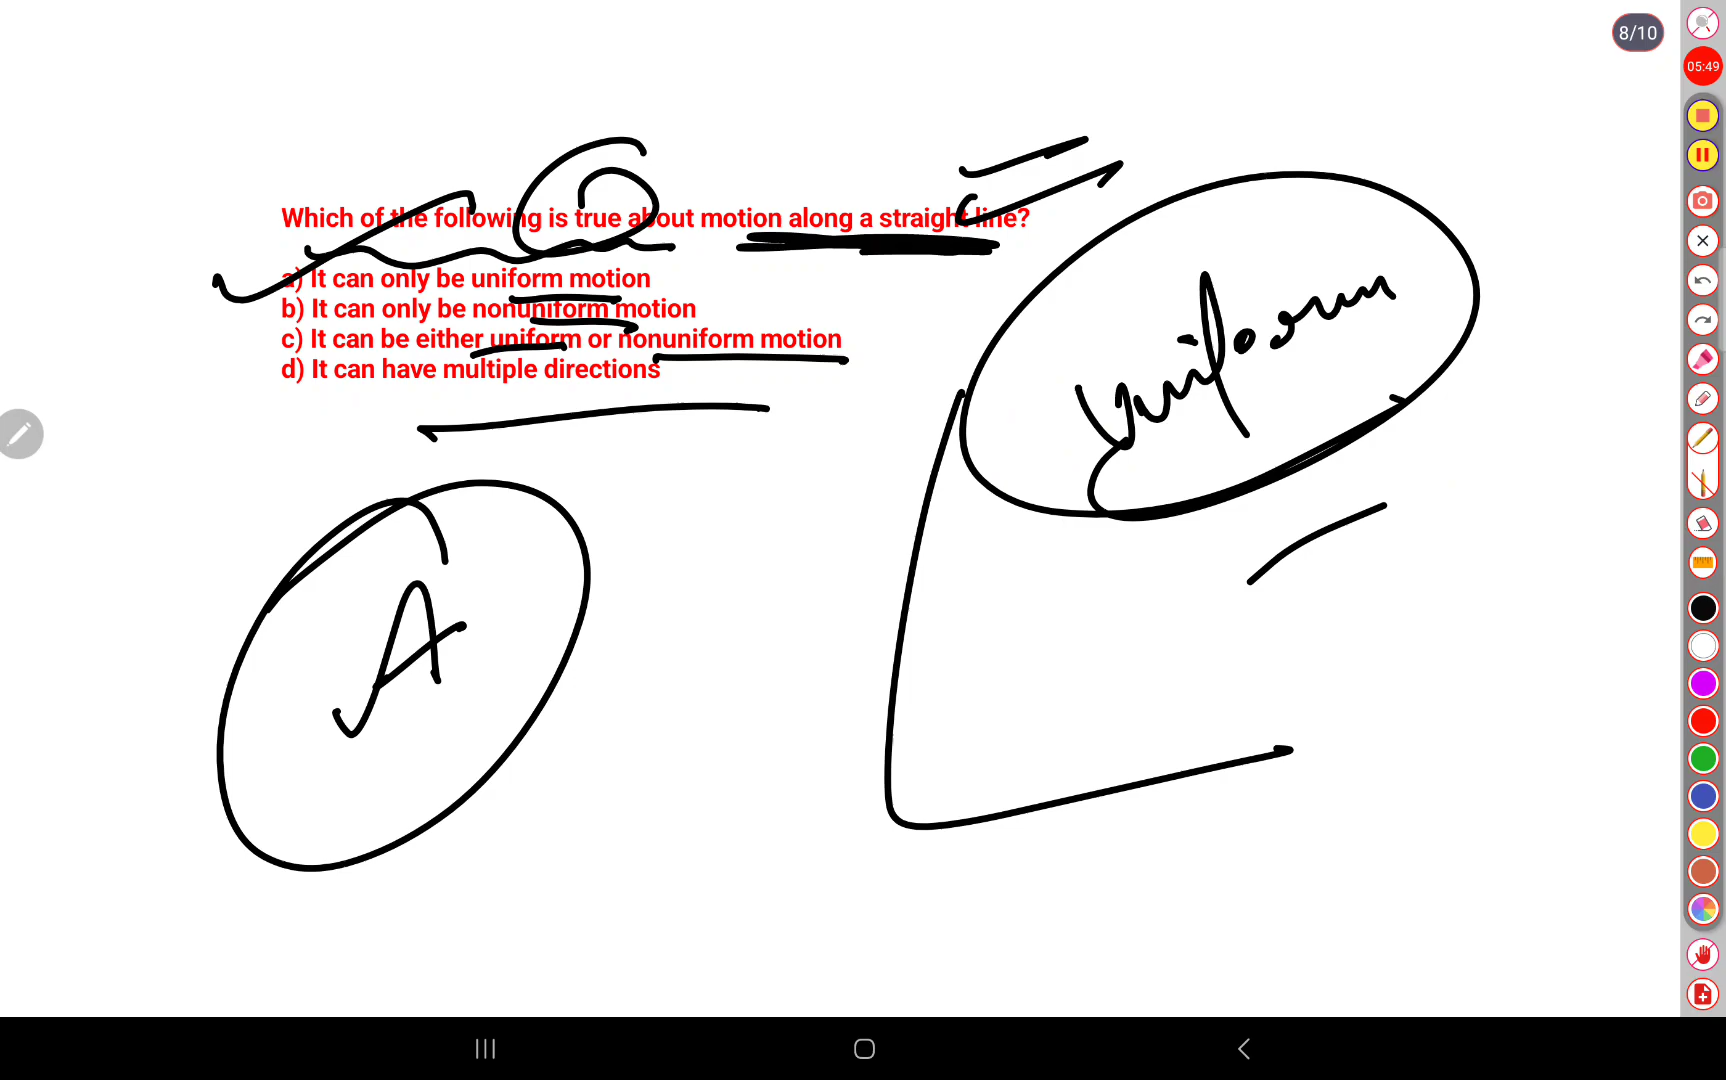 8/10
05:49
Which of the following is true about motion along a straight line?
a) It can only be uniform motion
b) It can only be nonuniform motion
c) It can be either uniform or nonuniform motion
d) It can have multiple directions
uniform
A